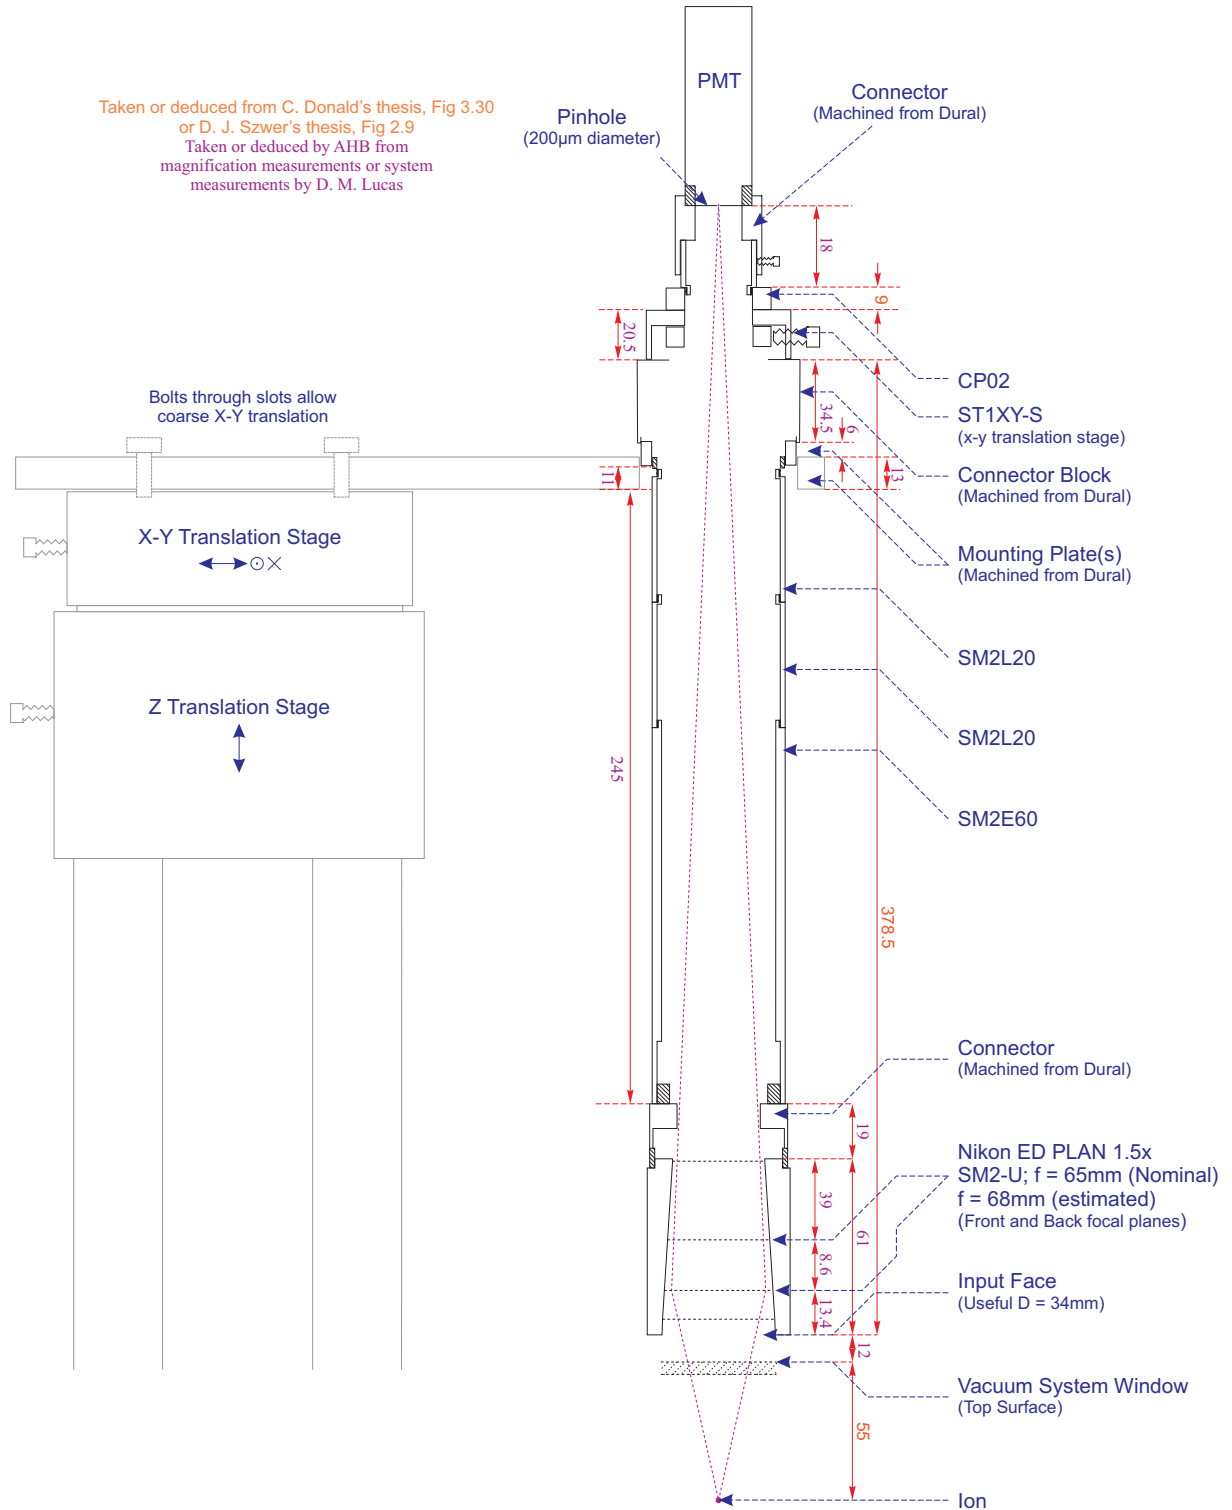 PMT
Connector
(Machined from Dural)
Taken or deduced from C. Donald's thesis, Fig 3.30
or D. J. Szwer's thesis, Fig 2.9
Taken or deduced by AHB from
magnification measurements or system
measurements by D. M. Lucas
Pinhole
(200µm diameter)
18
9
20.5
CP02
ST1XY-S
(x-y translation stage)
Bolts through slots allow
coarse X-Y translation
34.5
6
13
11
Connector Block
(Machined from Dural)
X-Y Translation Stage
Mounting Plate(s)
(Machined from Dural)
SM2L20
Z Translation Stage
SM2L20
245
SM2E60
378.5
Connector
(Machined from Dural)
19
Nikon ED PLAN 1.5x
SM2-U; f = 65mm (Nominal)
f = 68mm (estimated)
(Front and Back focal planes)
39
61
8.6
13.4
Input Face
(Useful D = 34mm)
12
Vacuum System Window
(Top Surface)
55
Ion